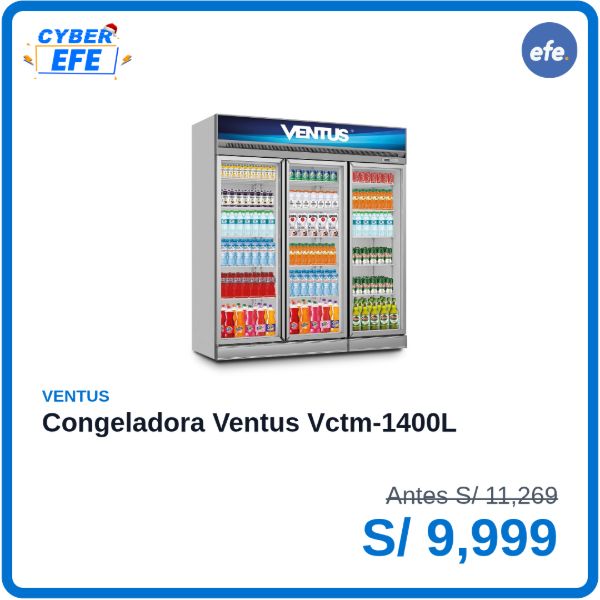 CYBER
EFE
efe.
VENTUS
VENTUS
Congeladora Ventus Vctm-1400L
Antes S/ 11,269
S/ 9,999